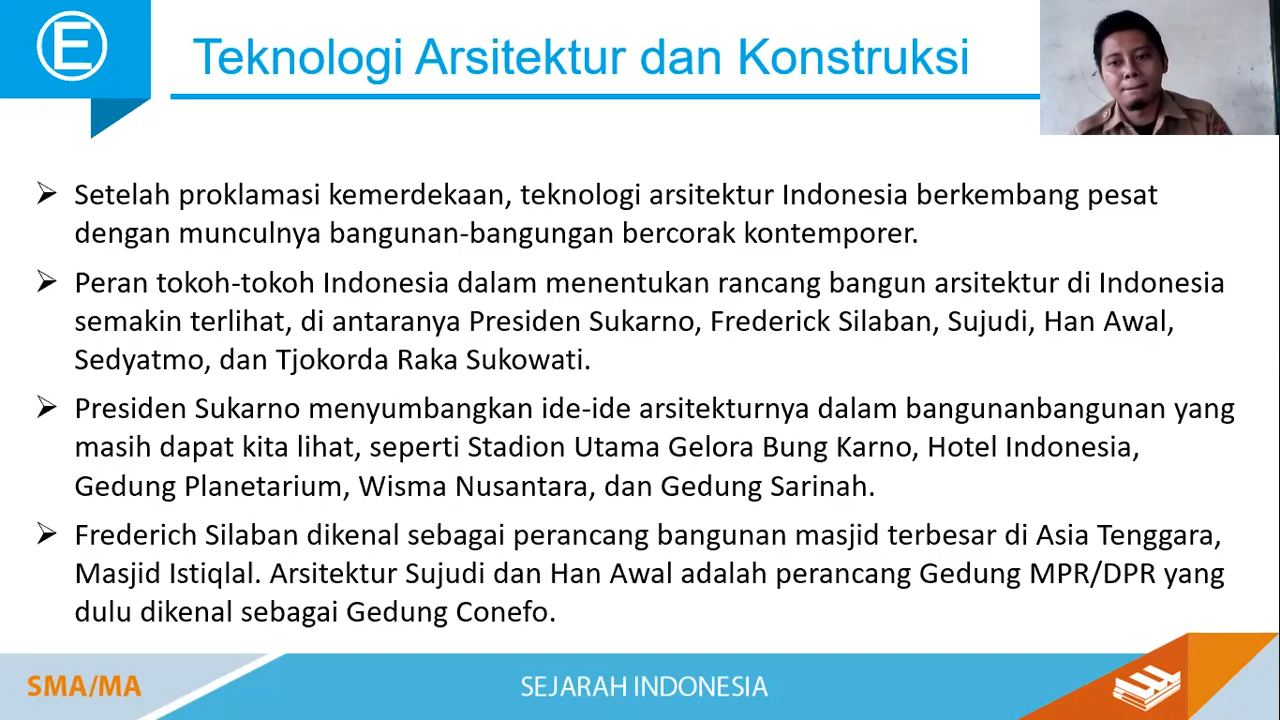 E
Teknologi Arsitektur dan Konstruksi
Setelah proklamasi kemerdekaan, teknologi arsitektur Indonesia berkembang pesat
dengan munculnya bangunan-bangungan bercorak kontemporer.
Peran tokoh-tokoh Indonesia dalam menentukan rancang bangun arsitektur di Indonesia
semakin terlihat, di antaranya Presiden Sukarno, Frederick Silaban, Sujudi, Han Awal,
Sedyatmo, dan Tjokorda Raka Sukowati.
Presiden Sukarno menyumbangkan ide-ide arsitekturnya dalam bangunanbangunan yang
masih dapat kita lihat, seperti Stadion Utama Gelora Bung Karno, Hotel Indonesia,
Gedung Planetarium, Wisma Nusantara, dan Gedung Sarinah.
Frederich Silaban dikenal sebagai perancang bangunan masjid terbesar di Asia Tenggara,
Masjid Istiqlal. Arsitektur Sujudi dan Han Awal adalah perancang Gedung MPR/DPR yang
dulu dikenal sebagai Gedung Conefo.
SMA/MA
SEJARAH INDONESIA